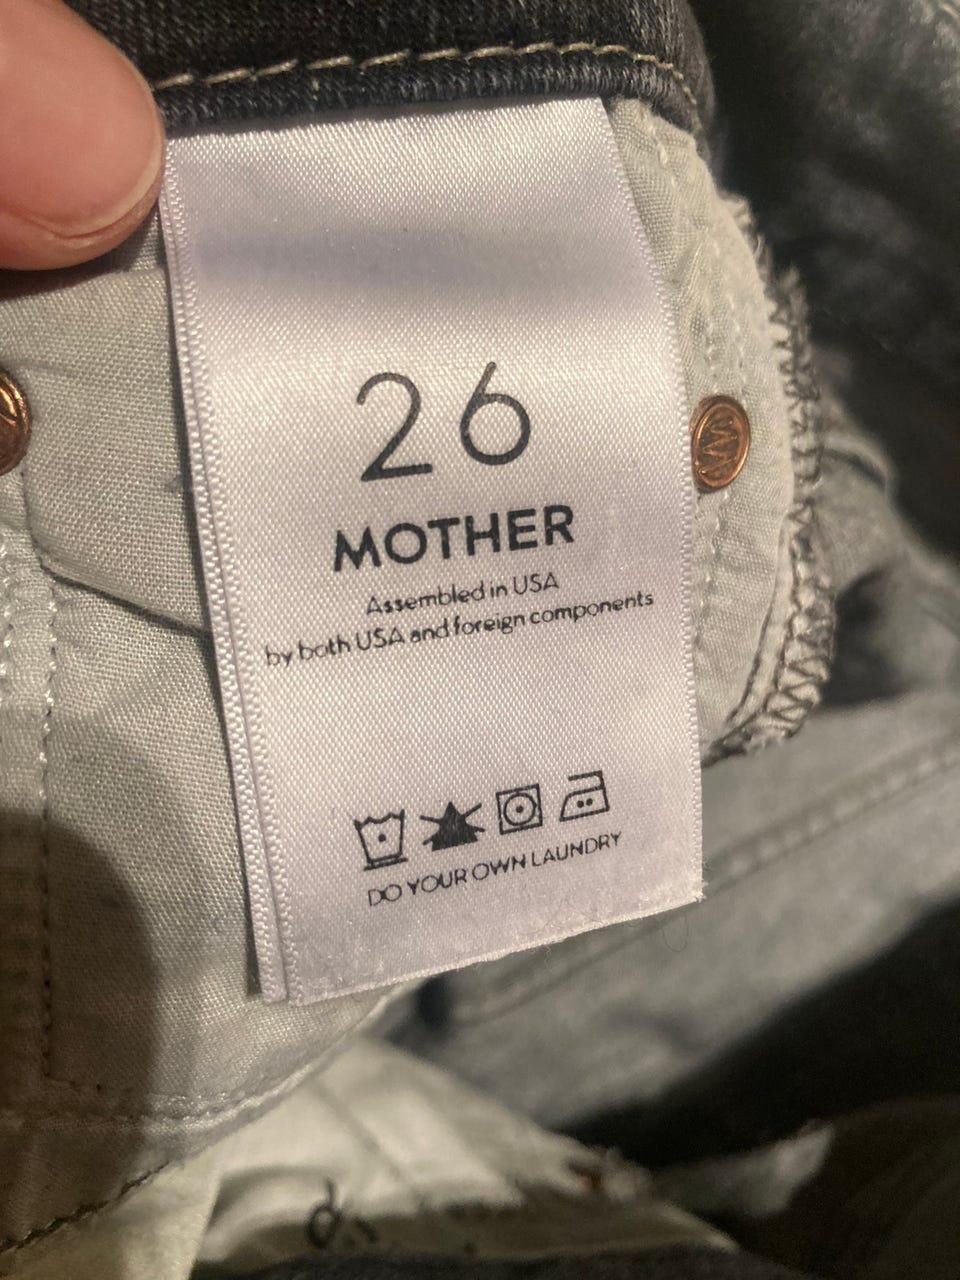 26
MOTHER
Assembled in USA
by both USA and foreign components
DO YOUR OWN LAUNDRY